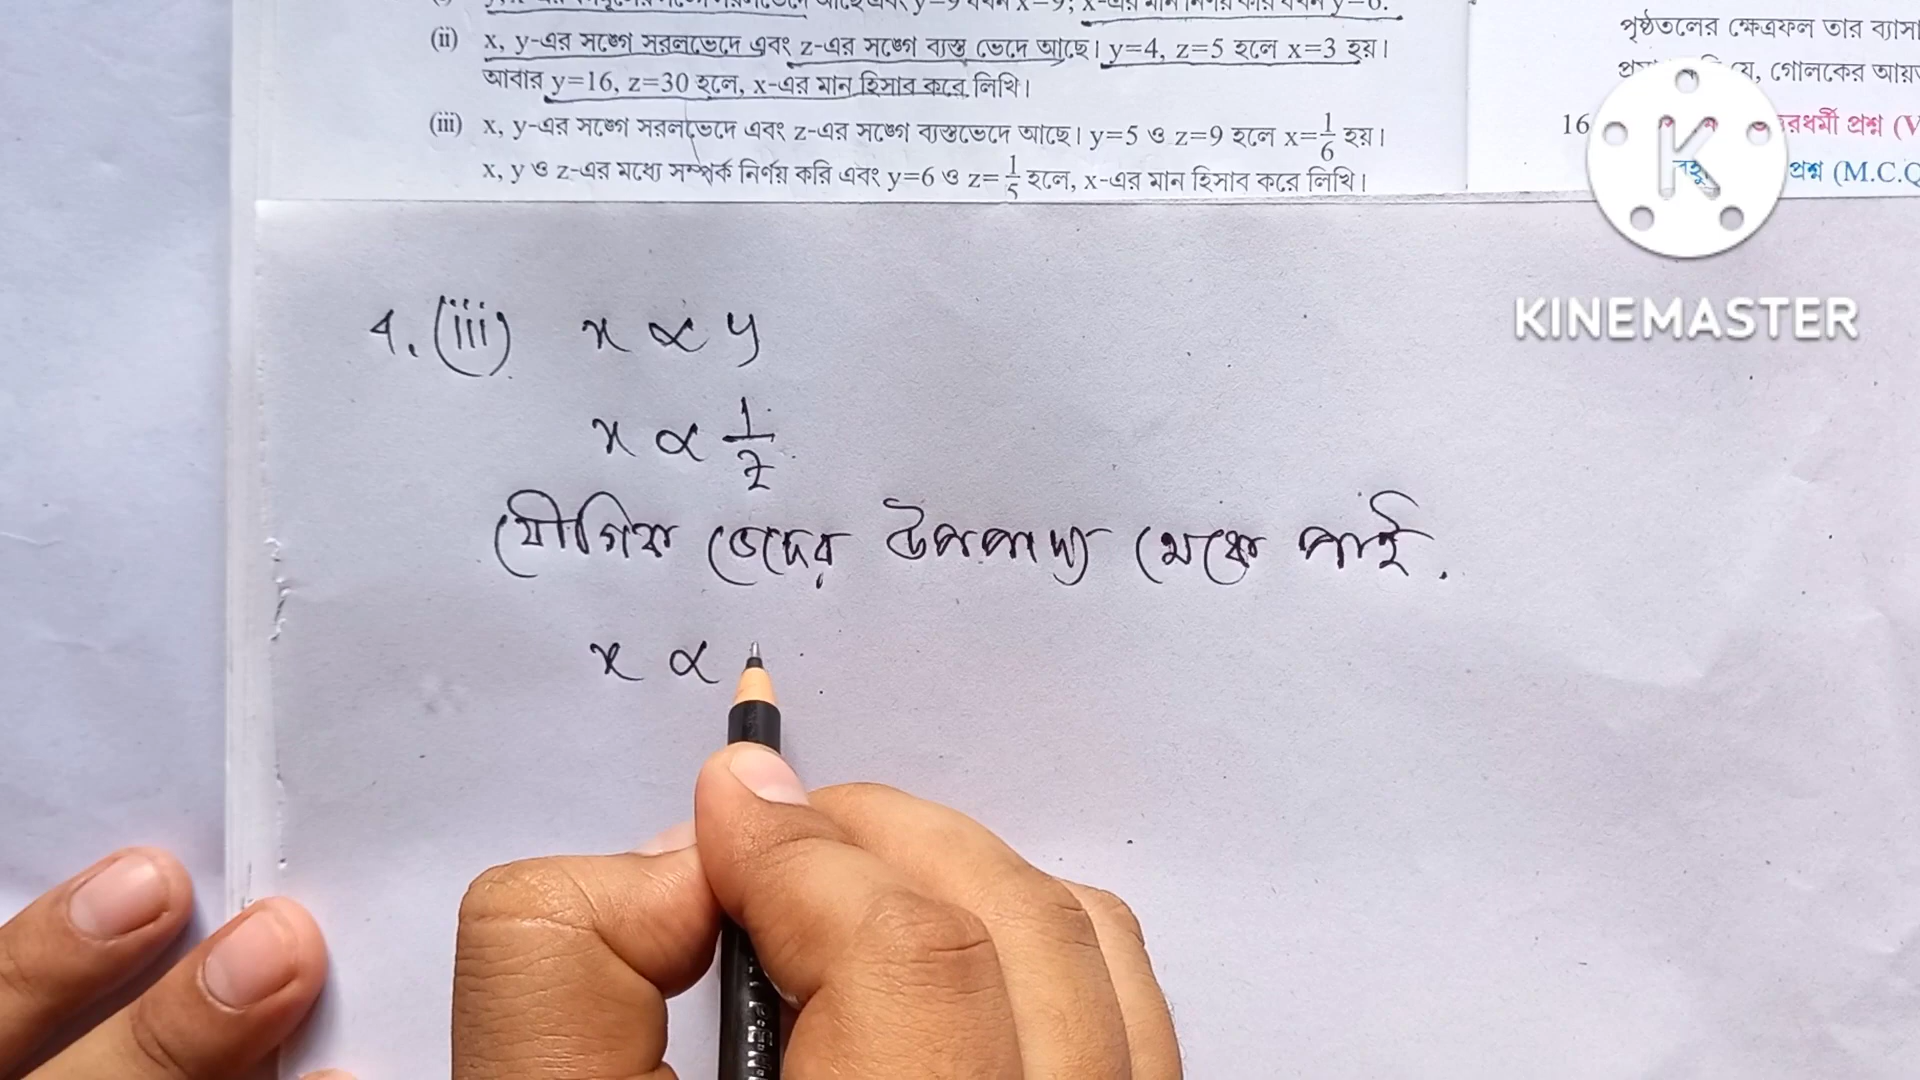 y=9 x=9;
(ii) x, y-এর সঙ্গে সরলভেদে এবং z-এর সঙ্গে ব্যস্ত ভেদে আছে। y=4, z=5 হলে x=3 হয়।
আবার y=16, z=30 হলে, x-এর মান হিসাব করে লিখি।
(iii) x, y-এর সঙ্গে সরলভেদে এবং z-এর সঙ্গে ব্যস্তভেদে আছে। y=5 ও z=9 হলে x=1/6 হয়।
x, y ও z-এর মধ্যে সম্পর্ক নির্ণয় করি এবং y=6 ও z=1/5 হলে, x-এর মান হিসাব করে লিখি।
পৃষ্ঠতলের ক্ষেত্রফল তার
গোলকের
16
প্রশ্ন (V
প্রশ্ন (M.C.Q
K
KINEMASTER
4. (iii) x ∝ y
x ∝ 1/z
যৌগিক ভেদের উপপাদ্য থেকে পাই.
x ∝